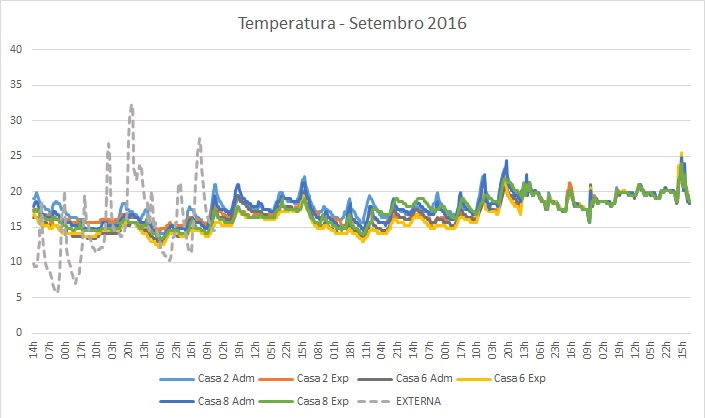 Temperatura - Setembro 2016
40
35
30
25
20
15
10
5
0
14h 07h 00h 17h 10h 03h 20h 13h 06h 23h 16h 09h 02h 19h 12h 05h 22h 15h 08h 01h 18h 11h 04h 21h 14h 07h 00h 17h 10h 03h 20h 13h 06h 23h 16h 09h 02h 19h 12h 05h 22h 15h
Casa 2 Adm Casa 2 Exp Casa 6 Adm Casa 6 Exp
Casa 8 Adm Casa 8 Exp EXTERNA